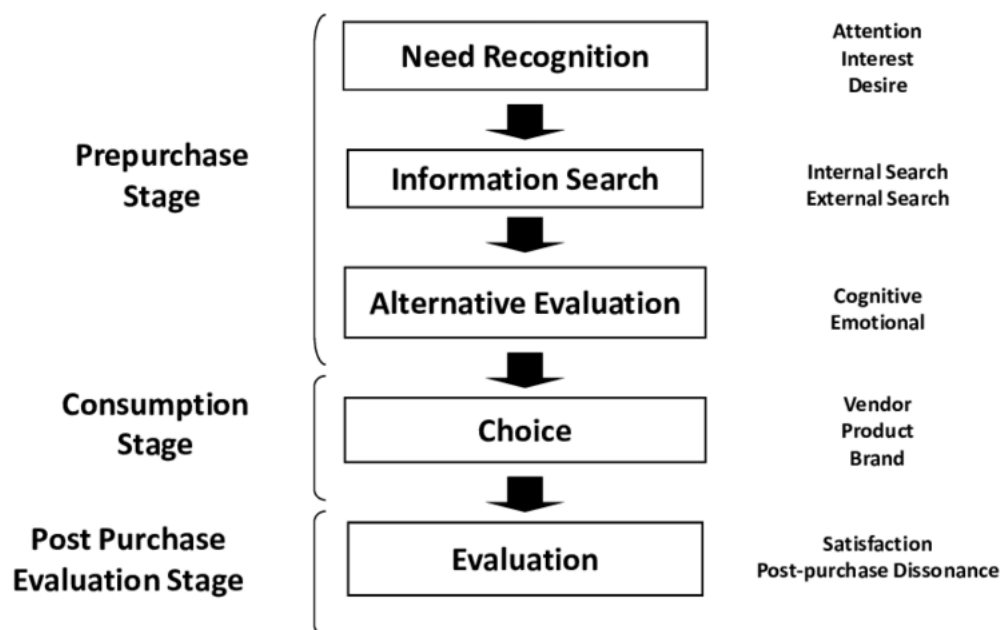 Need Recognition
Attention
Interest
Desire
Prepurchase
Stage
Information Search
Internal Search
External Search
Alternative Evaluation
Cognitive
Emotional
Consumption
Stage
Choice
Vendor
Product
Brand
Post Purchase
Evaluation Stage
Evaluation
Satisfaction
Post-purchase Dissonance